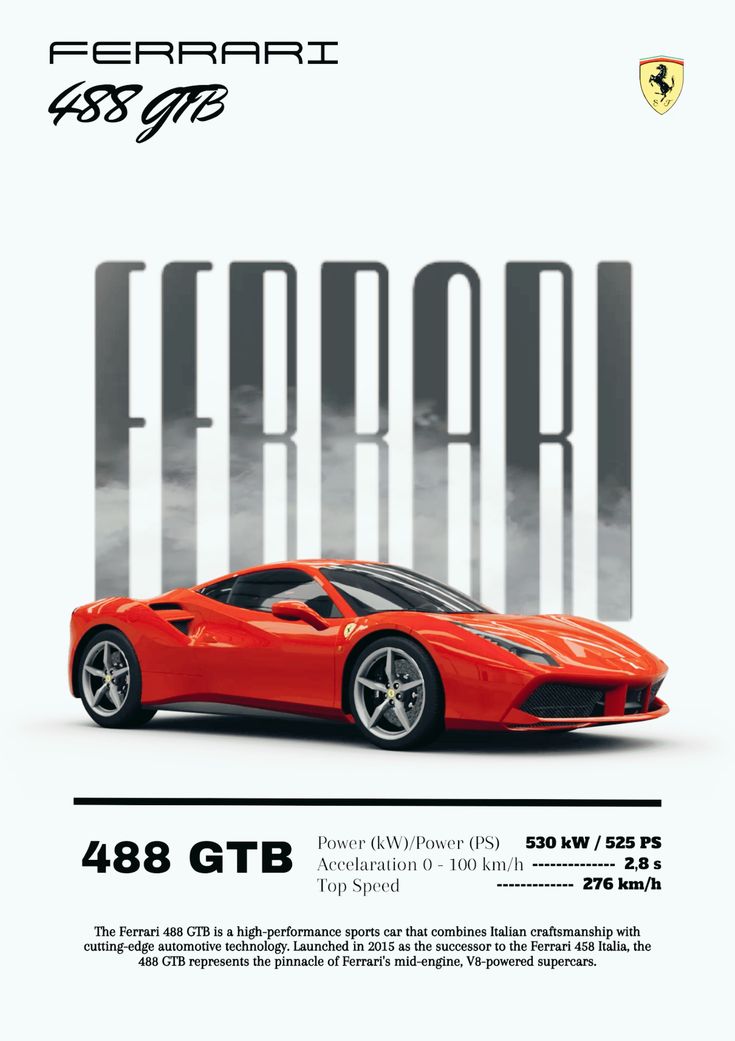 FERRARI
488 GTB
S F
FERRARI
488 GTB
Power (kW)/Power (PS) 530 kW / 525 PS
Accelaration 0 - 100 km/h -------------- 2,8 s
Top Speed ------------- 276 km/h
The Ferrari 488 GTB is a high-performance sports car that combines Italian craftsmanship with
cutting-edge automotive technology. Launched in 2015 as the successor to the Ferrari 458 Italia, the
488 GTB represents the pinnacle of Ferrari's mid-engine, V8-powered supercars.